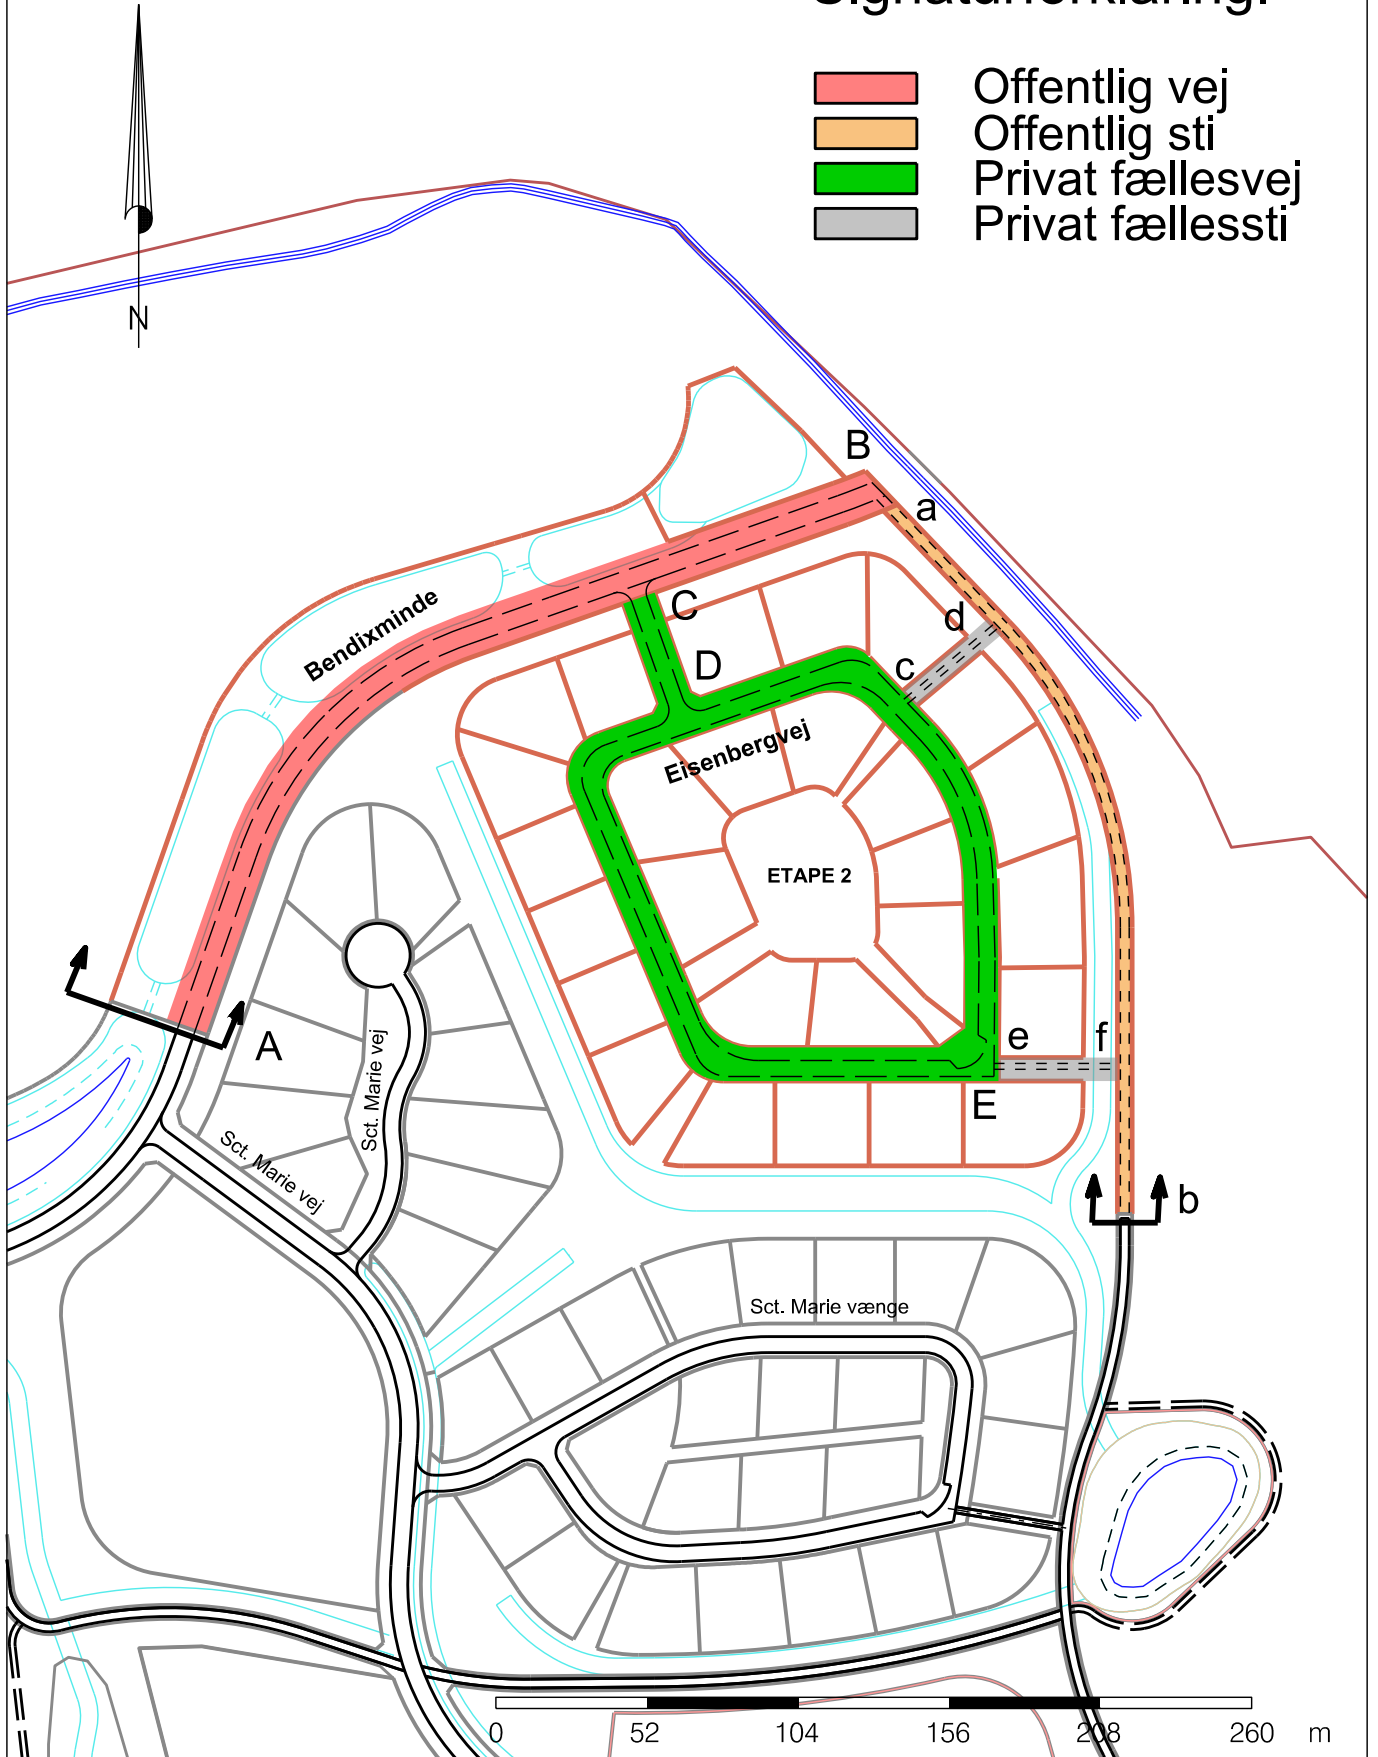 Signaturforklaring:
Offentlig vej
Offentlig sti
Privat fællesvej
Privat fællessti
N
B
a
Bendixminde
C
d
D
c
Eisenbergvej
ETAPE 2
A
e
f
Sct. Marie vej
E
Sct. Marie vej
b
Sct. Marie vænge
0 52 104 156 208 260 m